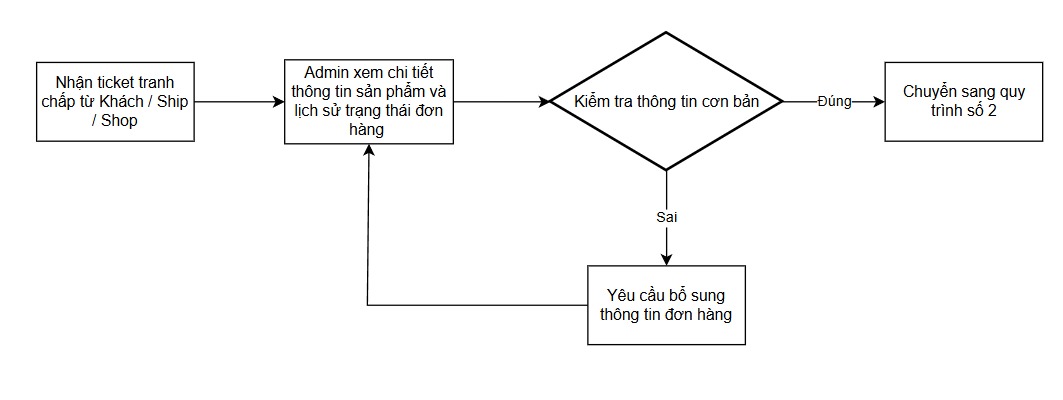 Nhận ticket tranh
chấp từ Khách / Ship
/ Shop
Admin xem chi tiết
thông tin sản phẩm và
lịch sử trạng thái đơn
hàng
Kiểm tra thông tin cơn bản
Đúng
Chuyển sang quy
trình số 2
Sai
Yêu cầu bổ sung
thông tin đơn hàng